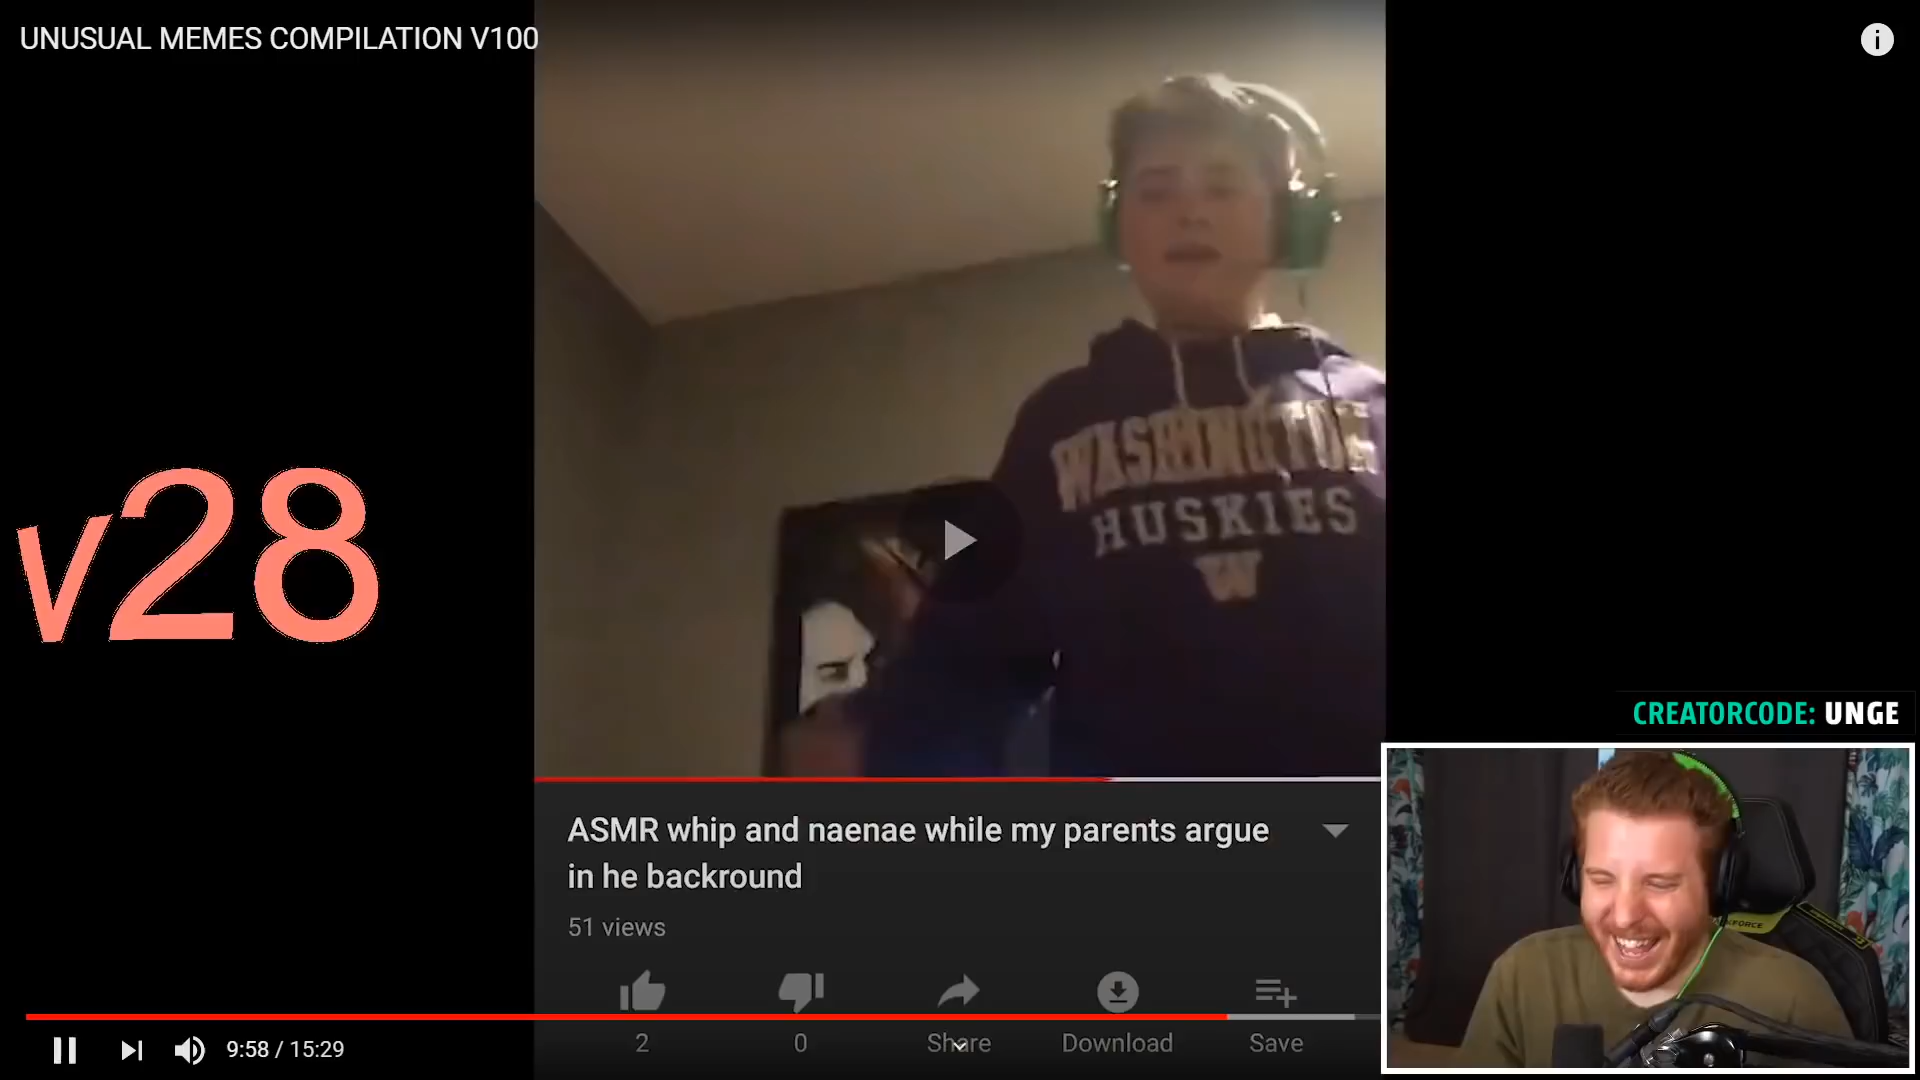 UNUSUAL MEMES COMPILATION V100
i
WASHINGTON
HUSKIES
W
v28
CREATORCODE: UNGE
ASMR whip and naenae while my parents argue
in he backround
51 views
2
0
Share
Download
Save
9:58 / 15:29